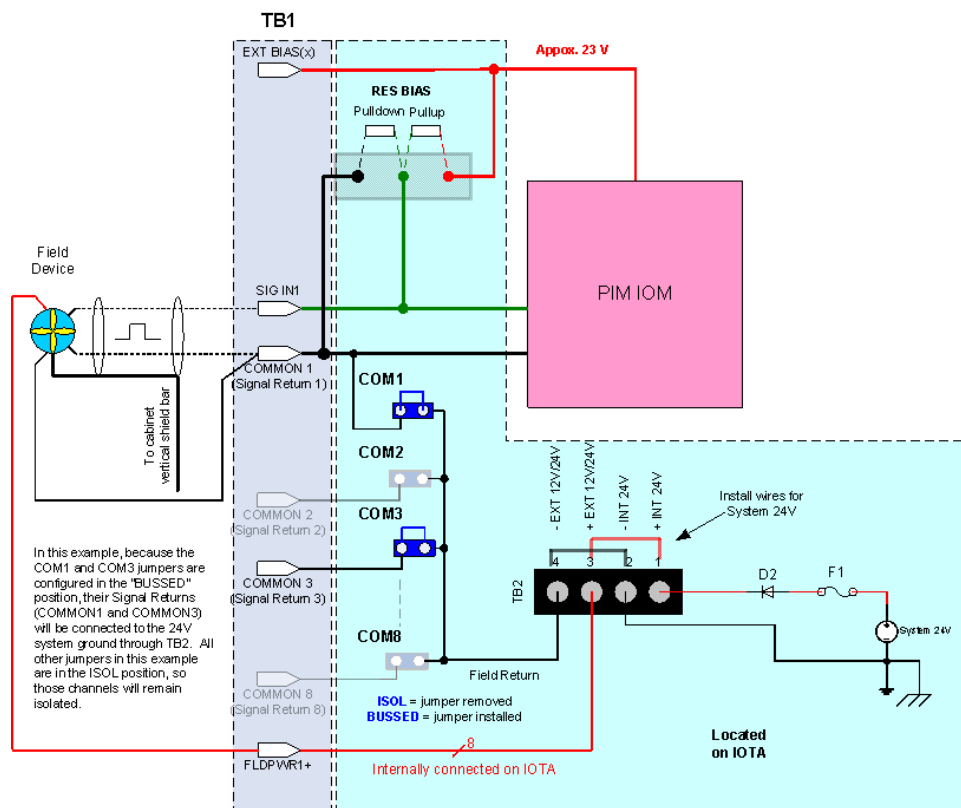 TB1
EXT BIAS(x)
Appox. 23 V
RES BIAS
Pulldown Pullup
Field
Device
PIM IOM
SIG IN1
COMMON 1
(Signal Return 1)
To cabinet
vertical shield bar
COM1
COM2
COMMON 2
(Signal Return 2)
COM3
COMMON 3
(Signal Return 3)
- EXT 12V/24V
+ EXT 12V/24V
- INT 24V
+ INT 24V
Install wires for
System 24V
4 3 2 1
TB2
D2
F1
System 24V
In this example, because the
COM1 and COM3 jumpers are
configured in the "BUSSED"
position, their Signal Returns
(COMMON1 and COMMON3)
will be connected to the 24V
system ground through TB2. All
other jumpers in this example
are in the ISOL position, so
those channels will remain
isolated.
COM8
Field Return
COMMON 8
(Signal Return 8)
ISOL = jumper removed
BUSSED = jumper installed
Located
on IOTA
8
FLDPWR1+
Internally connected on IOTA